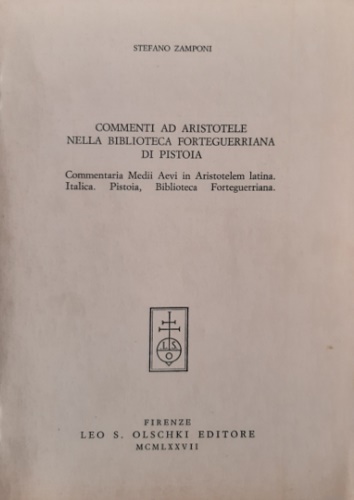 STEFANO ZAMPONI
COMMENTI AD ARISTOTELE
NELLA BIBLIOTECA FORTEGUERRIANA
DI PISTOIA
Commentaria Medii Aevi in Aristotelem latina.
Italica. Pistoia, Biblioteca Forteguerriana.
L S
O
FIRENZE
LEO S. OLSCHKI EDITORE
MCMLXXVII